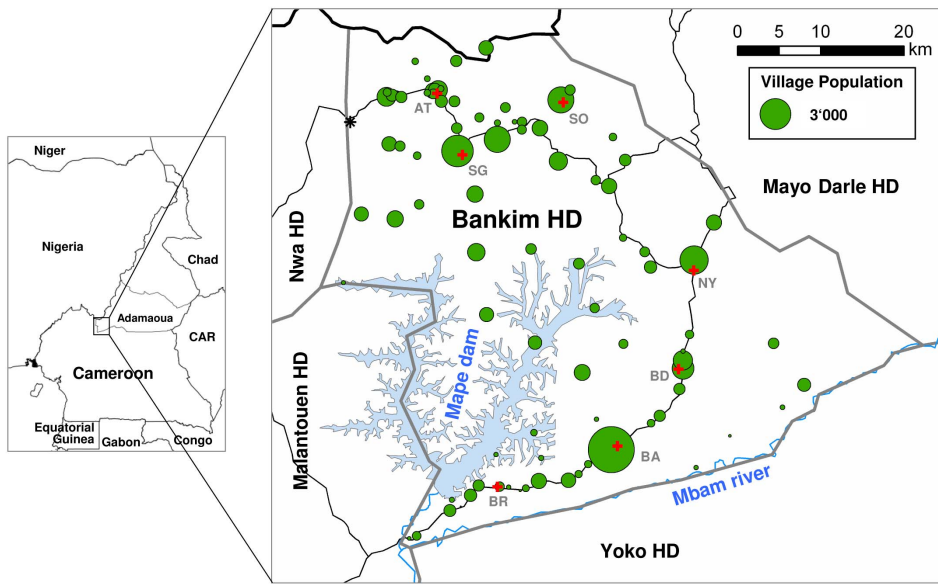 Niger
Nigeria
Chad
Adamaoua
CAR
Cameroon
Equatorial
Guinea
Gabon
Congo
0 5 10 20
km
Village Population
3‘000
AT
SO
SG
Mayo Darle HD
Nwa HD
Bankim HD
NY
Malantouen HD
Mape dam
BD
BA
BR
Mbam river
Yoko HD